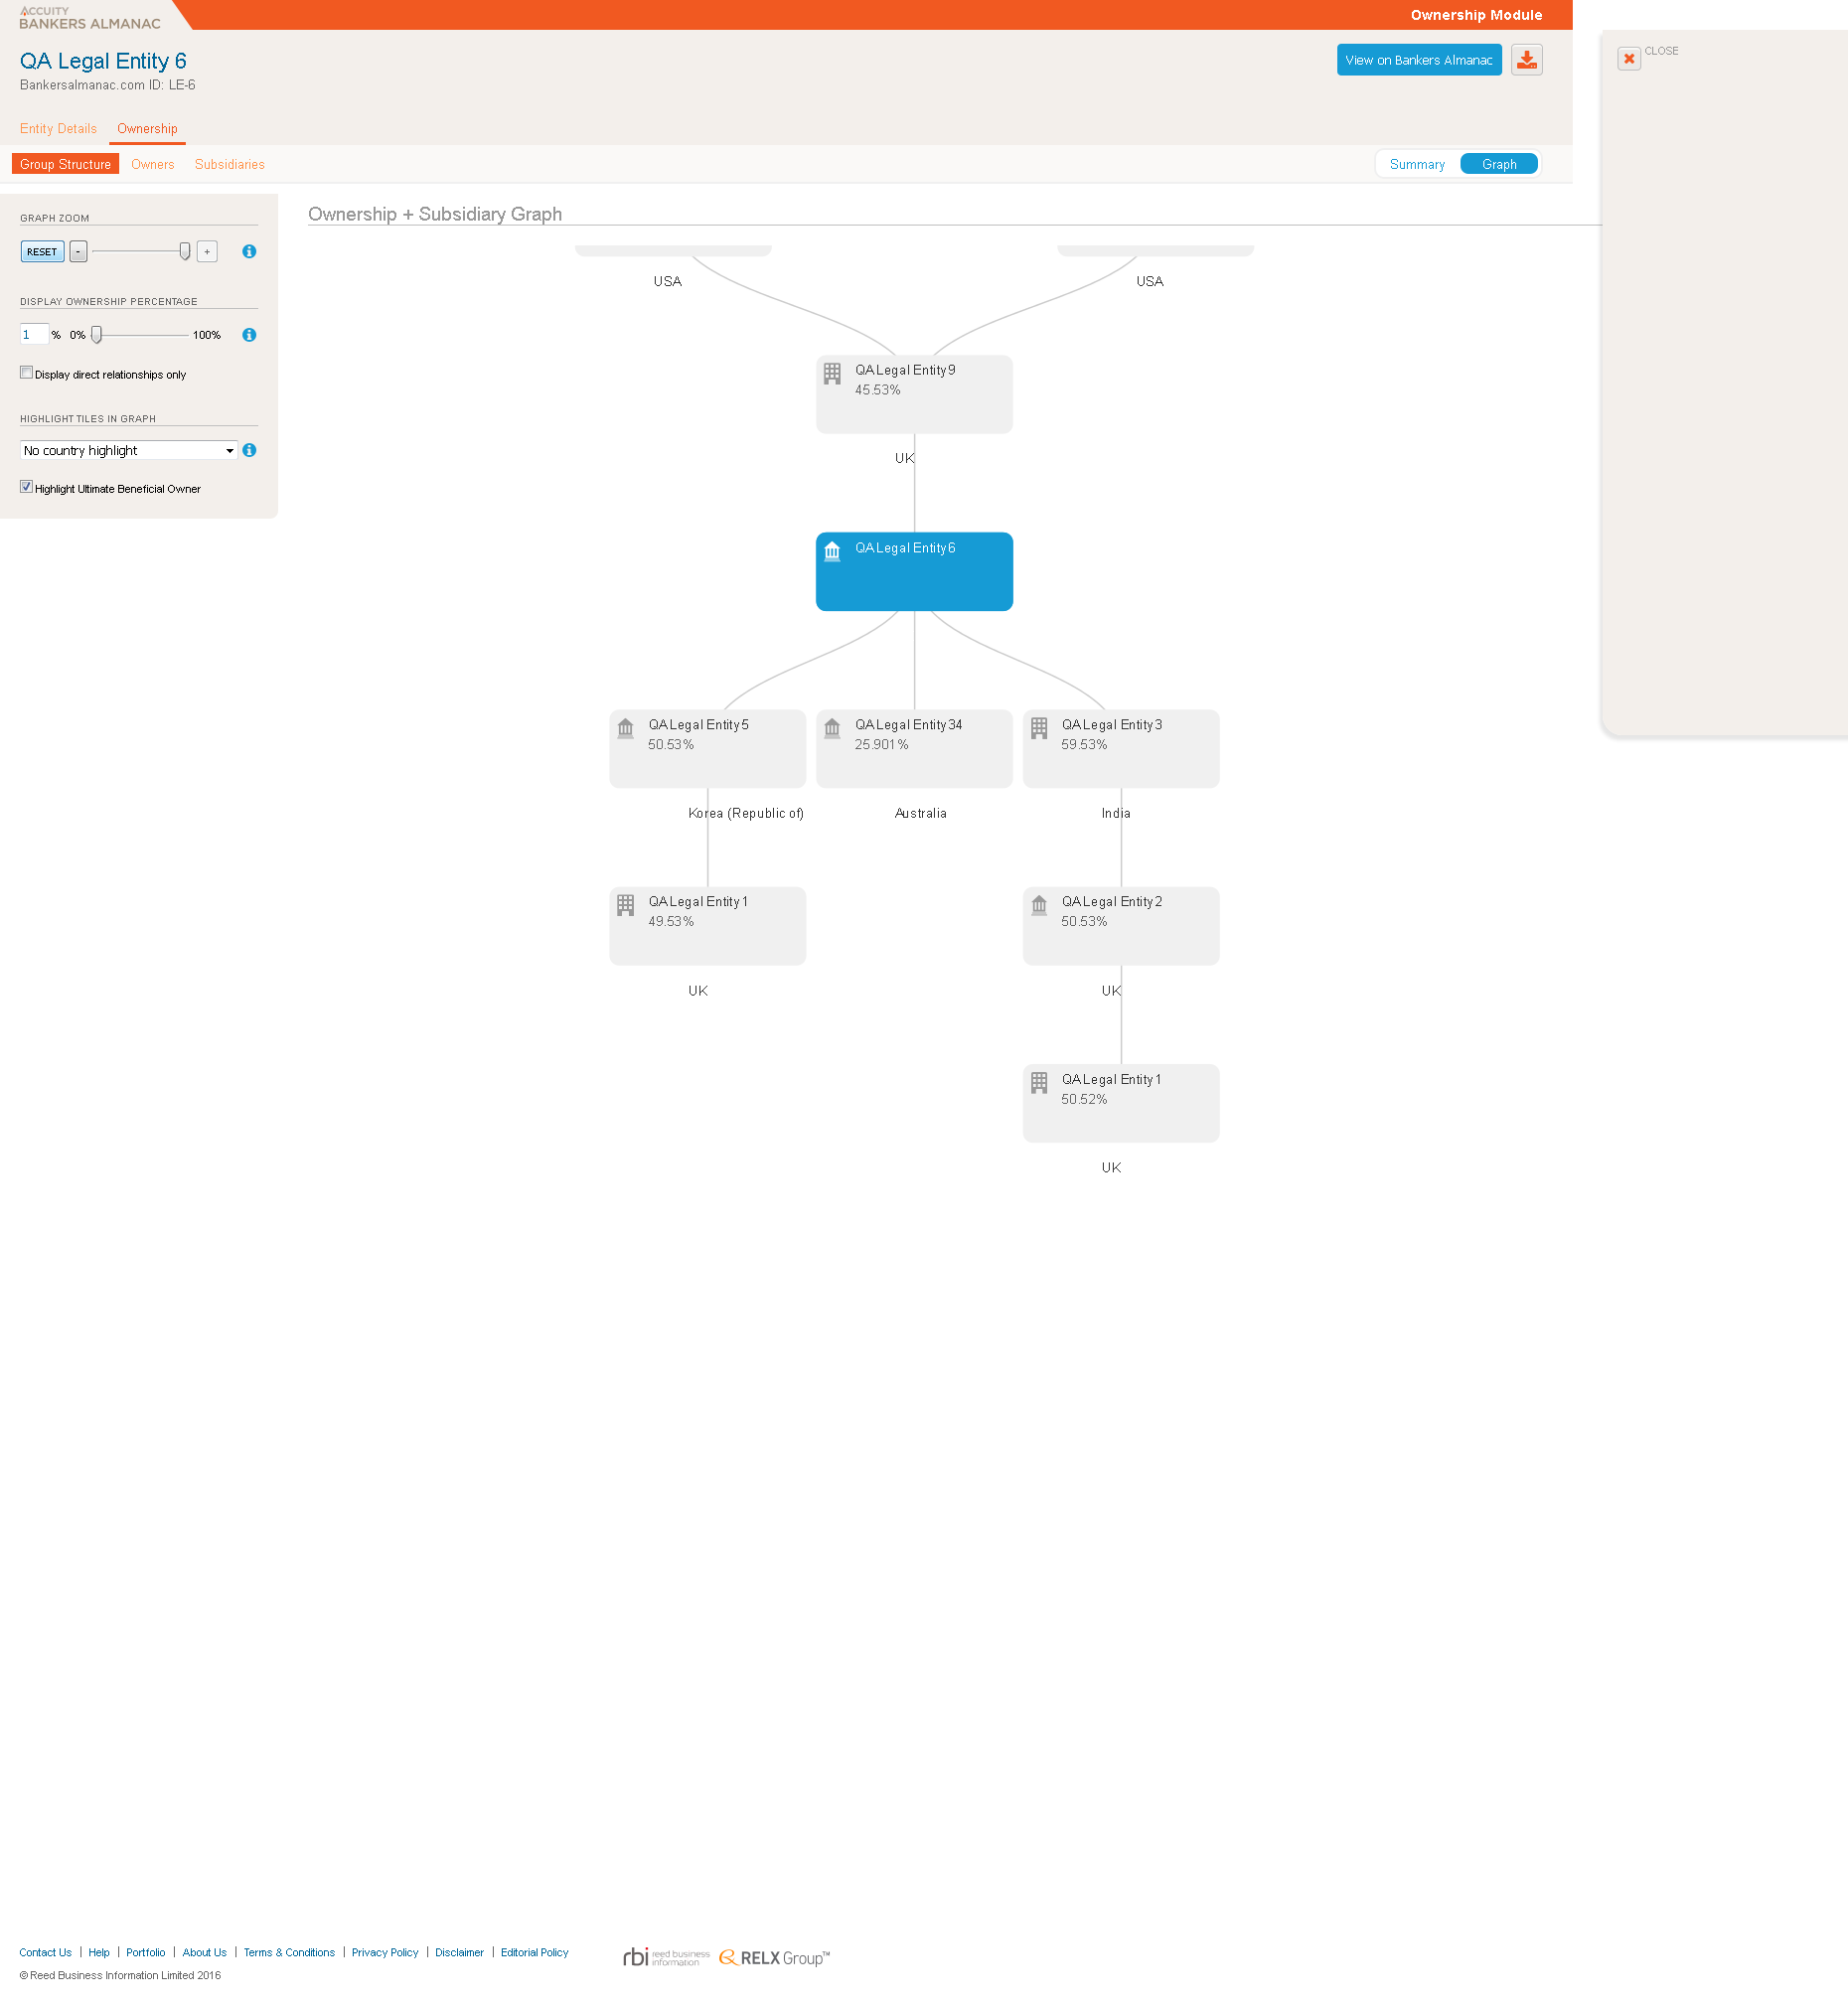 ACCUITY
BANKERS ALMANAC
Ownership Module
QA Legal Entity 6
Bankersalmanac.com ID: LE-6
View on Bankers Almanac
CLOSE
Entity Details Ownership
Group Structure Owners Subsidiaries
Summary Graph
GRAPH ZOOM
RESET - +
DISPLAY OWNERSHIP PERCENTAGE
1 % 0% 100%
Display direct relationships only
HIGHLIGHT TILES IN GRAPH
No country highlight
Highlight Ultimate Beneficial Owner
Ownership + Subsidiary Graph
USA USA
QA Legal Entity 9
45.53%
UK
QA Legal Entity 6
QA Legal Entity 5
50.53%
Korea (Republic of)
QA Legal Entity 34
25.901%
Australia
QA Legal Entity 3
59.53%
India
QA Legal Entity 1
49.53%
UK
QA Legal Entity 2
50.53%
UK
QA Legal Entity 1
50.52%
UK
Contact Us | Help | Portfolio | About Us | Terms & Conditions | Privacy Policy | Disclaimer | Editorial Policy
© Reed Business Information Limited 2016
rbi reed business information
RELX Group™